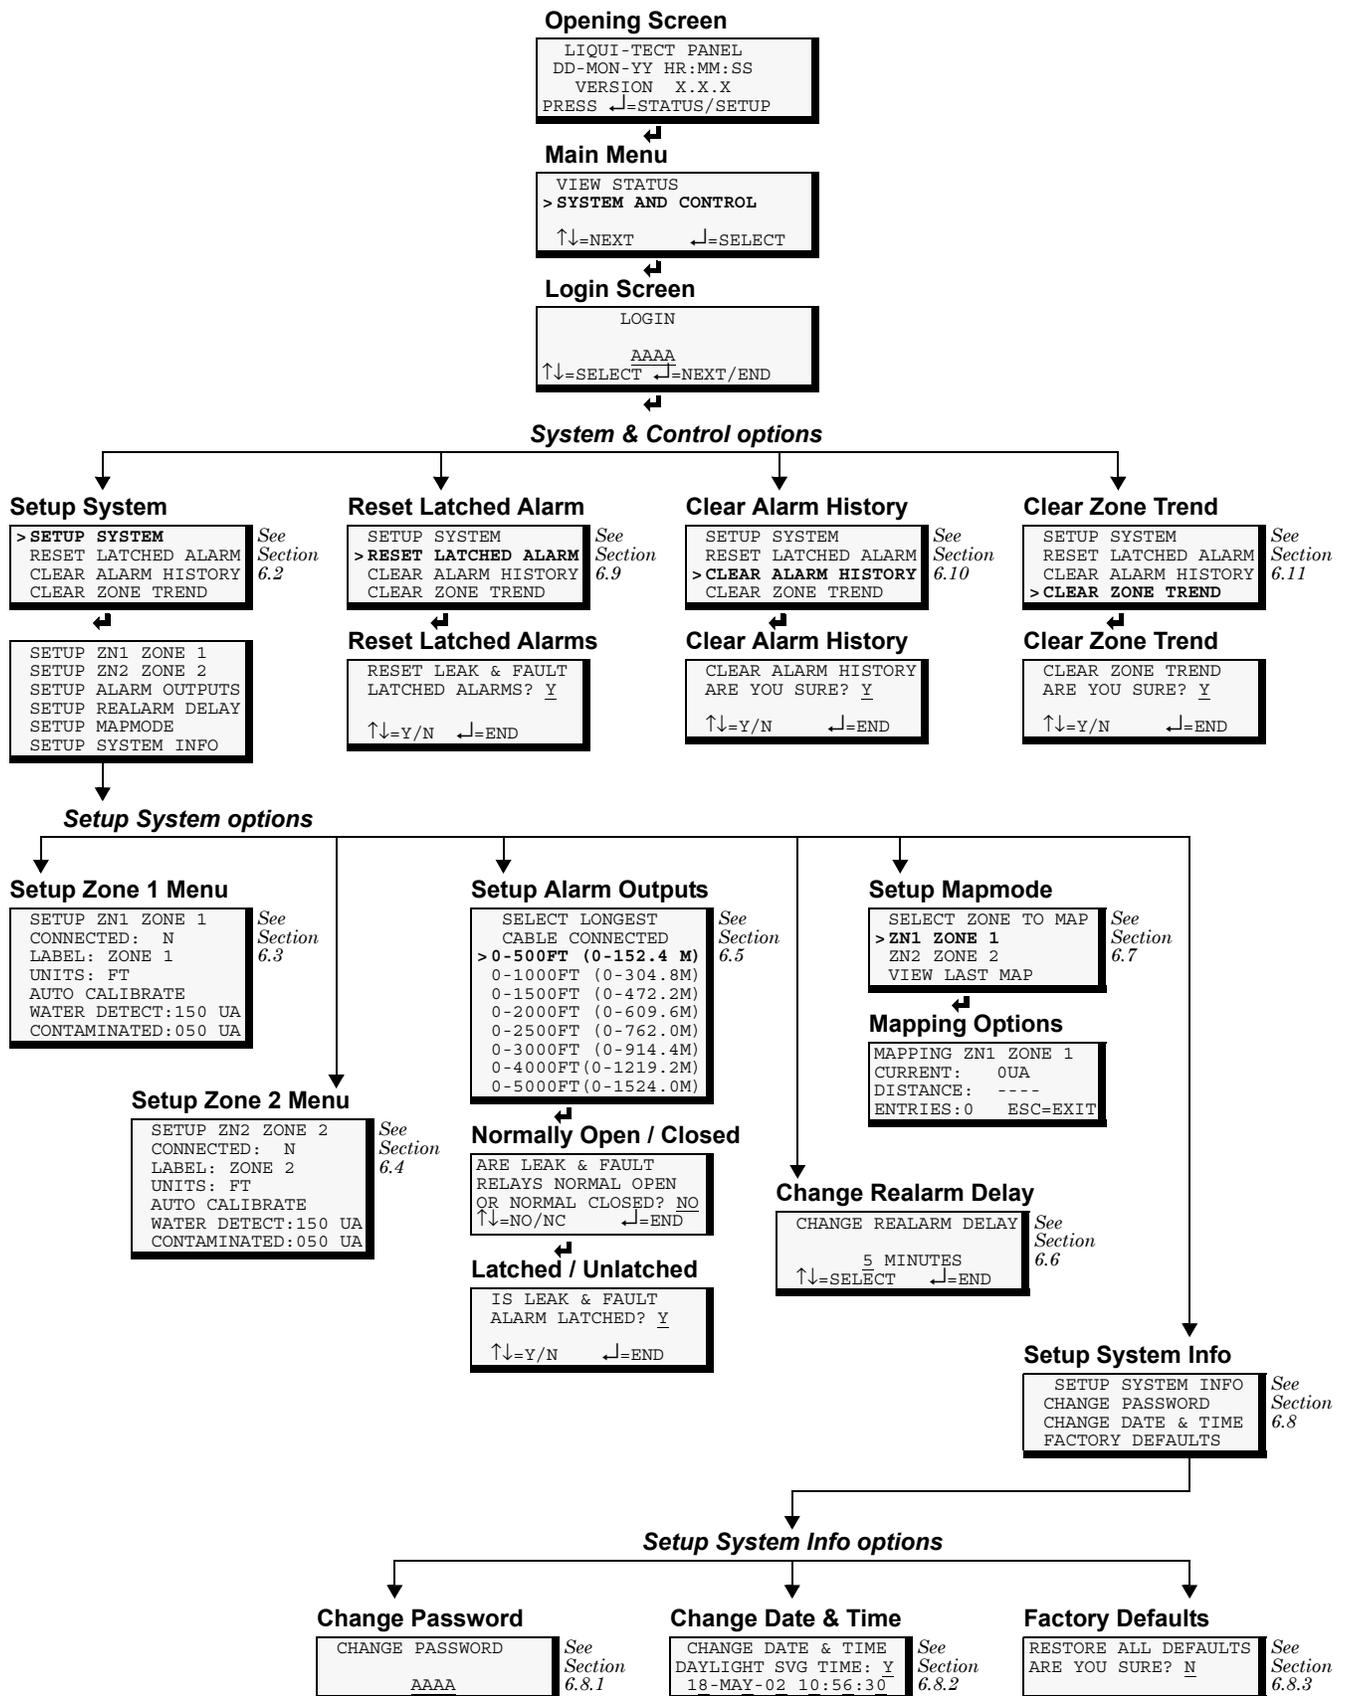 Opening Screen
LIQUI-TECT PANEL
DD-MON-YY HR:MM:SS
VERSION X.X.X
PRESS ↵=STATUS/SETUP
Main Menu
VIEW STATUS
>SYSTEM AND CONTROL
↑↓=NEXT ↵=SELECT
Login Screen
LOGIN
AAAA
↑↓=SELECT ↵=NEXT/END
System & Control options
Setup System
>SETUP SYSTEM
RESET LATCHED ALARM
CLEAR ALARM HISTORY
CLEAR ZONE TREND
See
Section
6.2
SETUP ZN1 ZONE 1
SETUP ZN2 ZONE 2
SETUP ALARM OUTPUTS
SETUP REALARM DELAY
SETUP MAPMODE
SETUP SYSTEM INFO
Reset Latched Alarm
SETUP SYSTEM
>RESET LATCHED ALARM
CLEAR ALARM HISTORY
CLEAR ZONE TREND
See
Section
6.9
Reset Latched Alarms
RESET LEAK & FAULT
LATCHED ALARMS? Y
↑↓=Y/N ↵=END
Clear Alarm History
SETUP SYSTEM
RESET LATCHED ALARM
>CLEAR ALARM HISTORY
CLEAR ZONE TREND
See
Section
6.10
Clear Alarm History
CLEAR ALARM HISTORY
ARE YOU SURE? Y
↑↓=Y/N ↵=END
Clear Zone Trend
SETUP SYSTEM
RESET LATCHED ALARM
CLEAR ALARM HISTORY
>CLEAR ZONE TREND
See
Section
6.11
Clear Zone Trend
CLEAR ZONE TREND
ARE YOU SURE? Y
↑↓=Y/N ↵=END
Setup System options
Setup Zone 1 Menu
SETUP ZN1 ZONE 1
CONNECTED: N
LABEL: ZONE 1
UNITS: FT
AUTO CALIBRATE
WATER DETECT:150 UA
CONTAMINATED:050 UA
See
Section
6.3
Setup Zone 2 Menu
SETUP ZN2 ZONE 2
CONNECTED: N
LABEL: ZONE 2
UNITS: FT
AUTO CALIBRATE
WATER DETECT:150 UA
CONTAMINATED:050 UA
See
Section
6.4
Setup Alarm Outputs
SELECT LONGEST
CABLE CONNECTED
>0-500FT (0-152.4 M)
0-1000FT (0-304.8M)
0-1500FT (0-472.2M)
0-2000FT (0-609.6M)
0-2500FT (0-762.0M)
0-3000FT (0-914.4M)
0-4000FT(0-1219.2M)
0-5000FT(0-1524.0M)
See
Section
6.5
Normally Open / Closed
ARE LEAK & FAULT
RELAYS NORMAL OPEN
OR NORMAL CLOSED? NO
↑↓=NO/NC ↵=END
Latched / Unlatched
IS LEAK & FAULT
ALARM LATCHED? Y
↑↓=Y/N ↵=END
Setup Mapmode
SELECT ZONE TO MAP
>ZN1 ZONE 1
ZN2 ZONE 2
VIEW LAST MAP
See
Section
6.7
Mapping Options
MAPPING ZN1 ZONE 1
CURRENT: 0UA
DISTANCE: ----
ENTRIES:0 ESC=EXIT
Change Realarm Delay
CHANGE REALARM DELAY
5 MINUTES
↑↓=SELECT ↵=END
See
Section
6.6
Setup System Info
SETUP SYSTEM INFO
CHANGE PASSWORD
CHANGE DATE & TIME
FACTORY DEFAULTS
See
Section
6.8
Setup System Info options
Change Password
CHANGE PASSWORD
AAAA
See
Section
6.8.1
Change Date & Time
CHANGE DATE & TIME
DAYLIGHT SVG TIME: Y
18-MAY-02 10:56:30
See
Section
6.8.2
Factory Defaults
RESTORE ALL DEFAULTS
ARE YOU SURE? N
See
Section
6.8.3